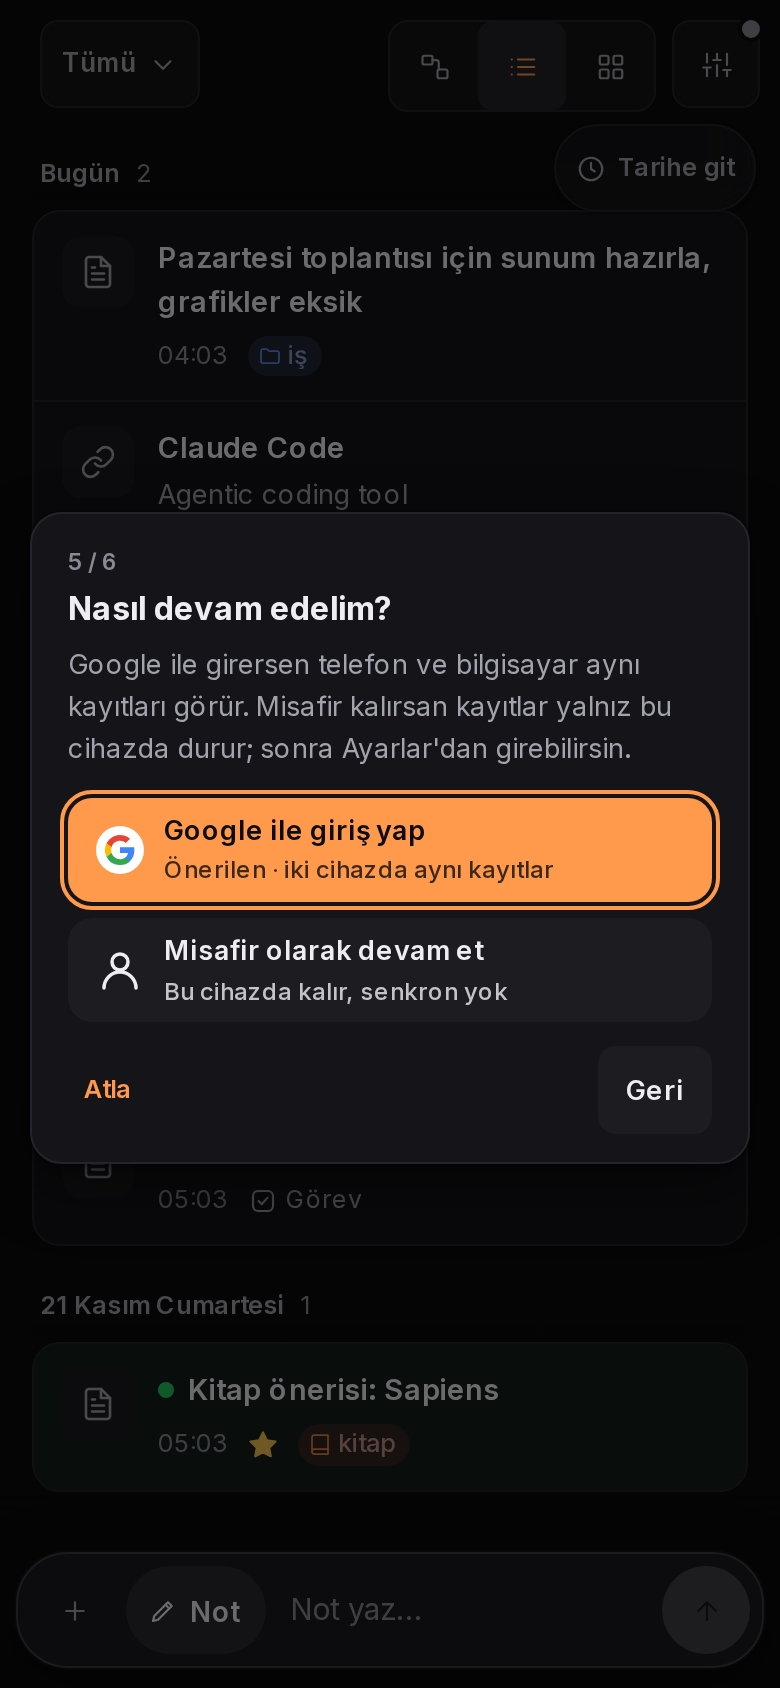 Tümü
Bugün 2
Tarihe git
Pazartesi toplantısı için sunum hazırla,
grafikler eksik
04:03 iş
Claude Code
Agentic coding tool
5 / 6
Nasıl devam edelim?
Google ile girersen telefon ve bilgisayar aynı
kayıtları görür. Misafir kalırsan kayıtlar yalnız bu
cihazda durur; sonra Ayarlar'dan girebilirsin.
Google ile giriş yap
Önerilen · iki cihazda aynı kayıtlar
Misafir olarak devam et
Bu cihazda kalır, senkron yok
Atla
Geri
05:03 Görev
21 Kasım Cumartesi 1
Kitap önerisi: Sapiens
05:03 kitap
Not
Not yaz...